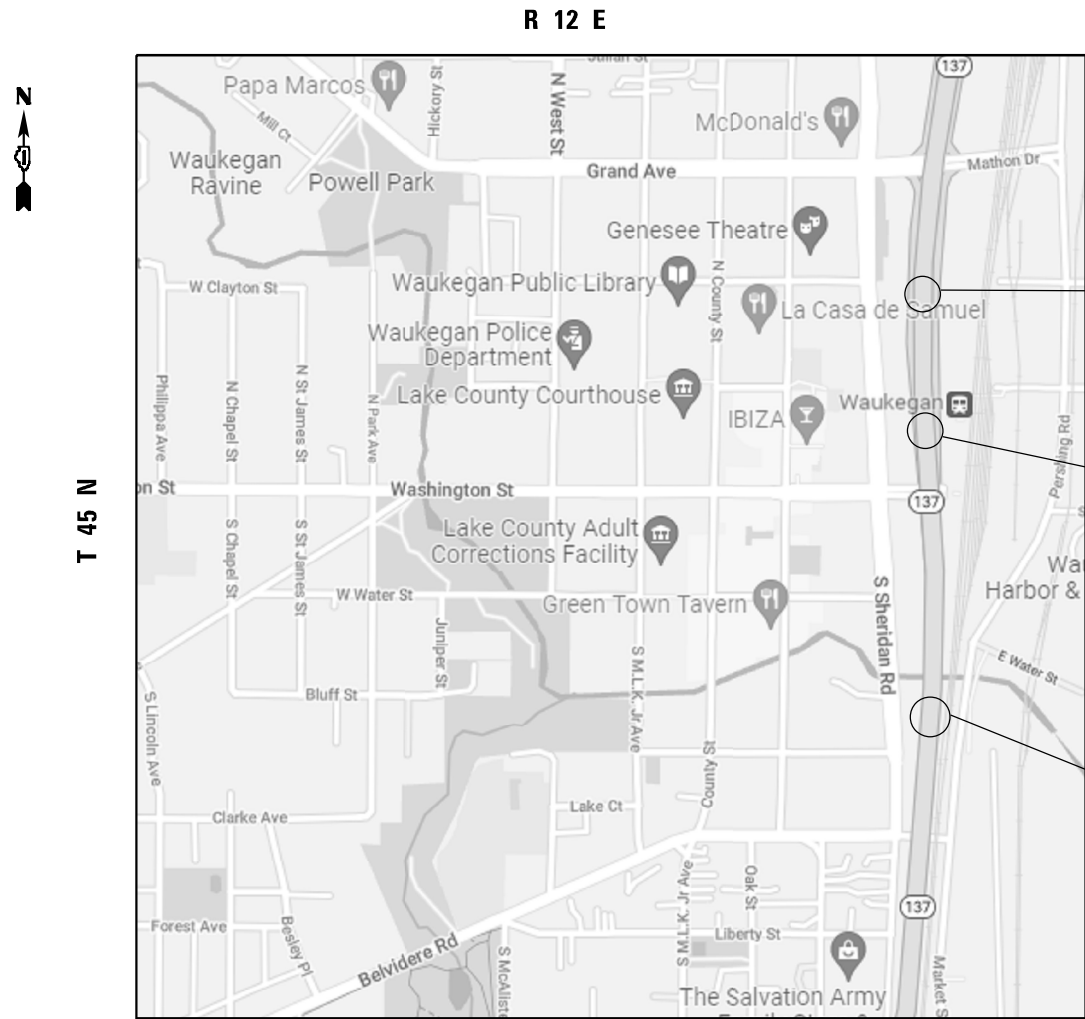 R 12 E
N
T 45 N
137
Papa Marcos
Hickory St
N West St
Julian St
McDonald's
Mill Ct
Waukegan
Ravine
Powell Park
Grand Ave
Mathon Dr
Genesee Theatre
Waukegan Public Library
N County St
W Clayton St
La Casa de Samuel
Waukegan Police
Department
Lake County Courthouse
IBIZA
Waukegan
Philippa Ave
N Chapel St
N St James St
N Park Ave
Pershing Rd
on St
Washington St
137
S Chapel St
S St James St
Lake County Adult
Corrections Facility
Harbor &
W Water St
Green Town Tavern
S Sheridan Rd
Juniper St
S M.L.K. Jr Ave
E Water St
Bluff St
S Lincoln Ave
County St
Lake Ct
Clarke Ave
S M.L.K. Jr Ave
Oak St
137
Forest Ave
Besley Pl
Liberty St
Belvidere Rd
S McAliste
Market S
The Salvation Army